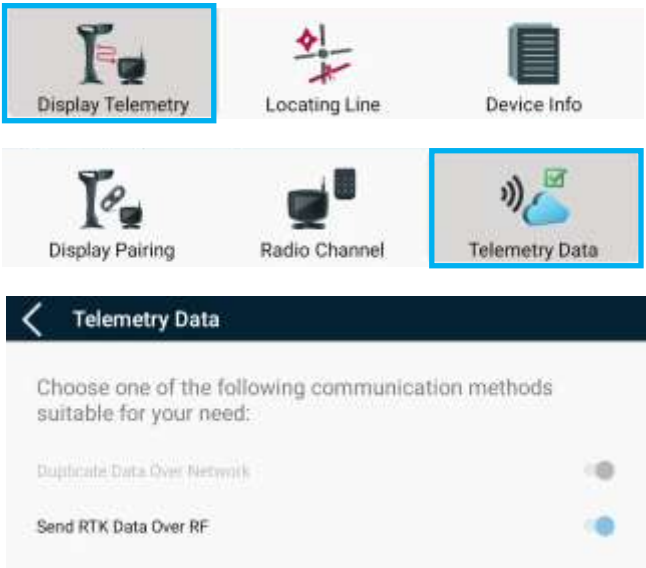 Display Telemetry
Locating Line
Device Info
Display Pairing
Radio Channel
Telemetry Data
Telemetry Data
Choose one of the following communication methods
suitable for your need:
Duplicate Data Over Network
Send RTK Data Over RF